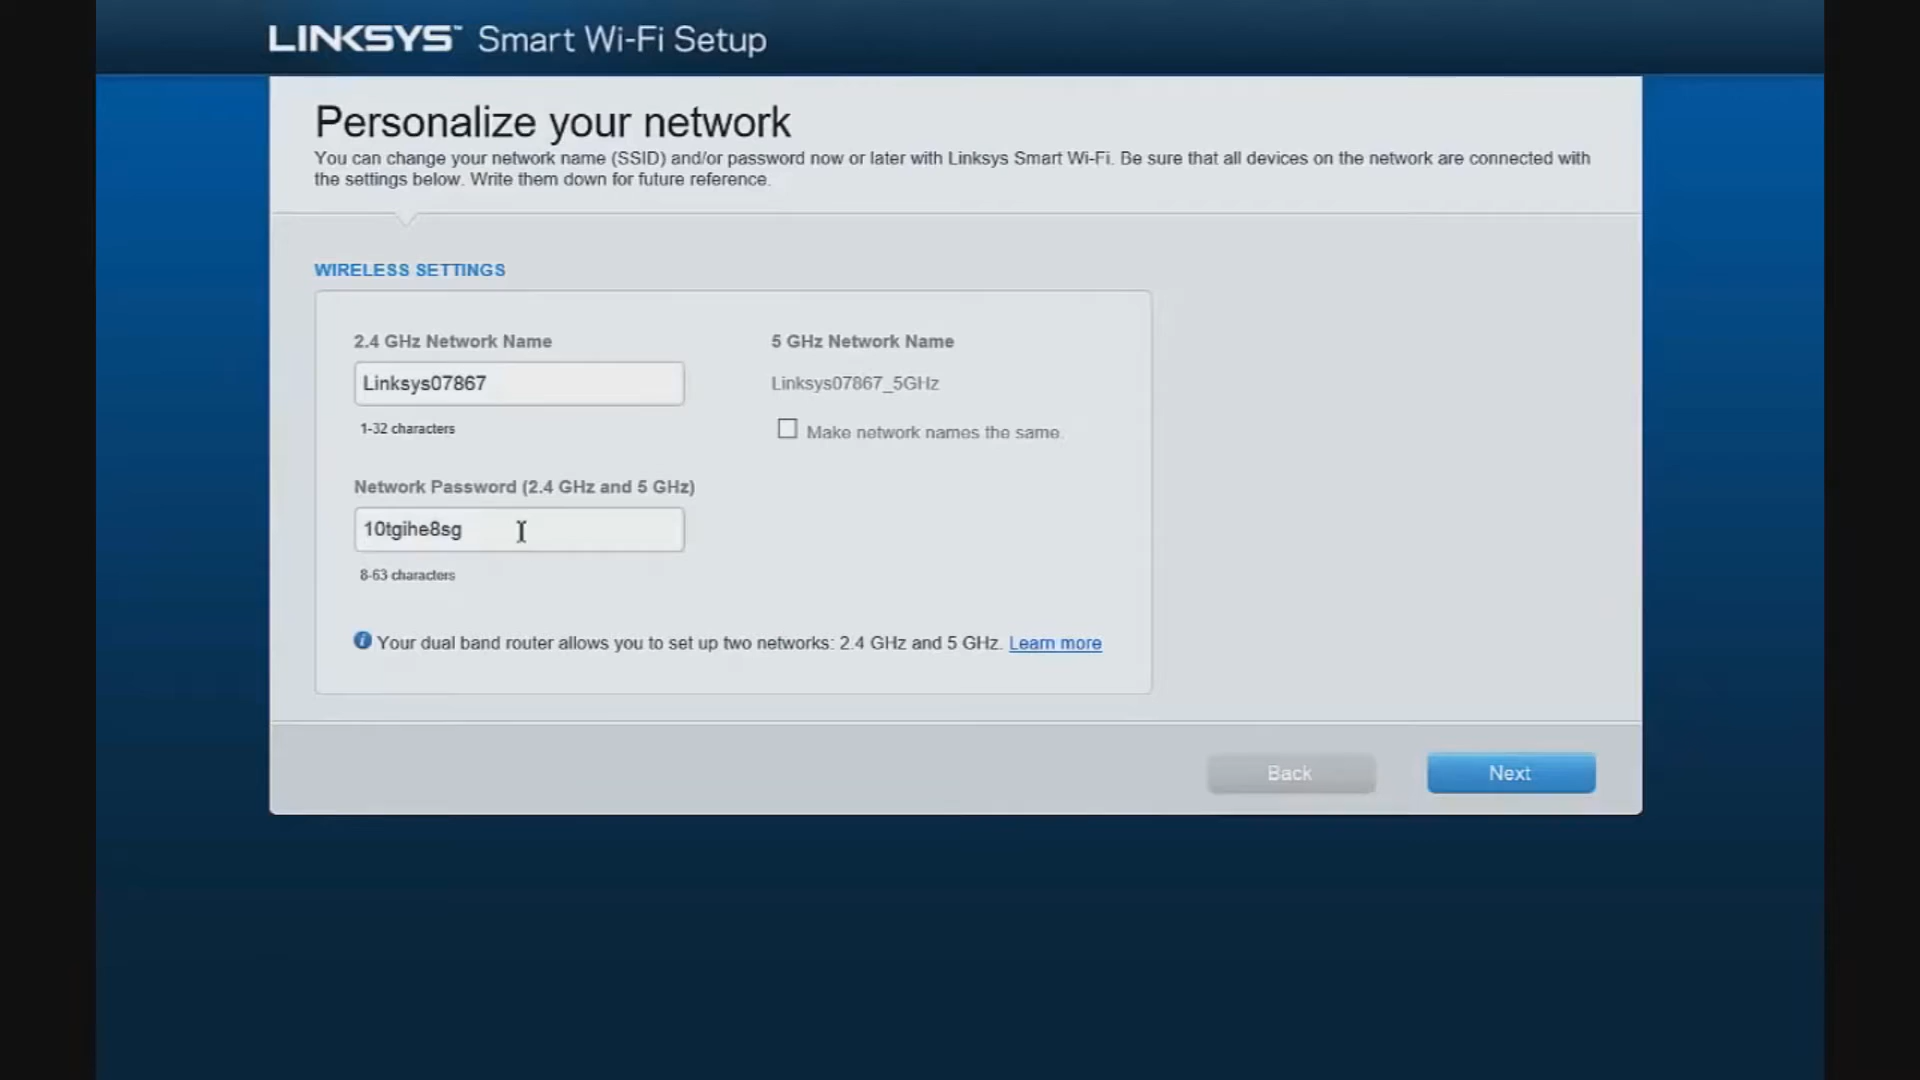 LINKSYS™ Smart Wi-Fi Setup
Personalize your network
You can change your network name (SSID) and/or password now or later with Linksys Smart Wi-Fi. Be sure that all devices on the network are connected with
the settings below. Write them down for future reference.
WIRELESS SETTINGS
2.4 GHz Network Name
5 GHz Network Name
Linksys07867
Linksys07867_5GHz
1-32 characters
Make network names the same.
Network Password (2.4 GHz and 5 GHz)
10tgihe8sg
8-63 characters
Your dual band router allows you to set up two networks: 2.4 GHz and 5 GHz. Learn more
Back
Next